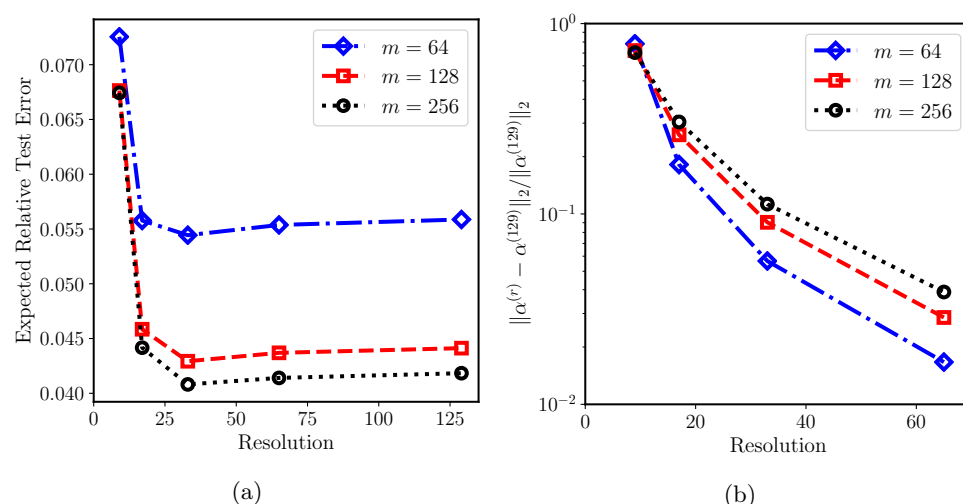 Expected Relative Test Error
0.070
0.065
0.060
0.055
0.050
0.045
0.040
0
25
50
75
100
125
Resolution
m = 64
m = 128
m = 256
(a)
‖α^(r) − α^(129)‖₂/‖α^(129)‖₂
10^0
10^−1
10^−2
0
20
40
60
Resolution
m = 64
m = 128
m = 256
(b)